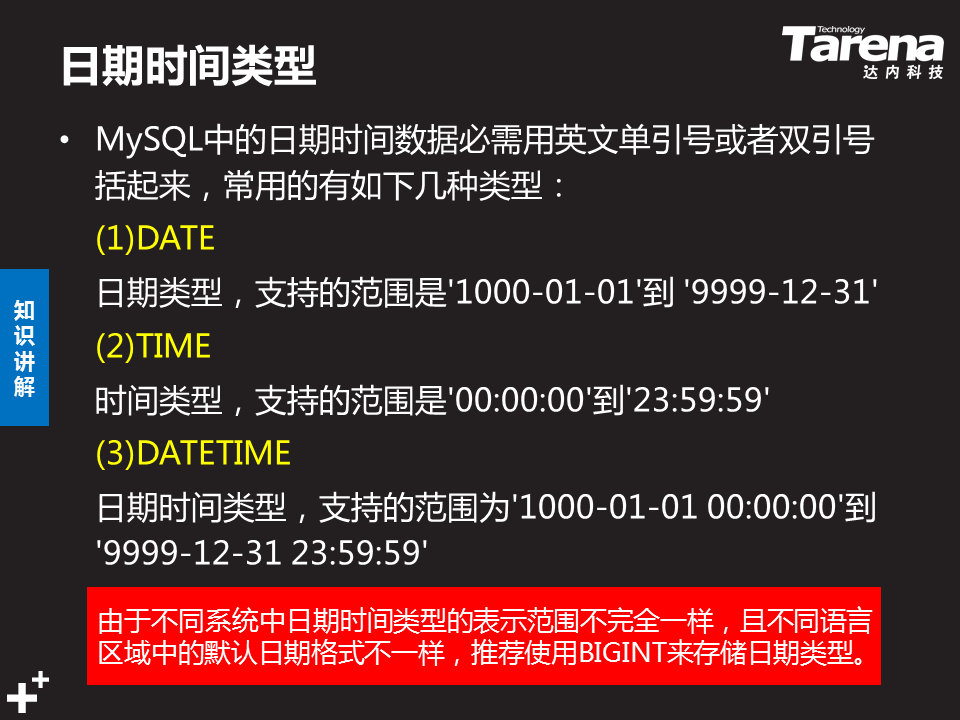 日期时间类型
Technology
Tarena
达内科技
• MySQL中的日期时间数据必需用英文单引号或者双引号
括起来，常用的有如下几种类型：
(1)DATE
日期类型，支持的范围是'1000-01-01'到 '9999-12-31'
(2)TIME
时间类型，支持的范围是'00:00:00'到'23:59:59'
(3)DATETIME
日期时间类型，支持的范围为'1000-01-01 00:00:00'到
'9999-12-31 23:59:59'
知
识
讲
解
由于不同系统中日期时间类型的表示范围不完全一样，且不同语言
区域中的默认日期格式不一样，推荐使用BIGINT来存储日期类型。